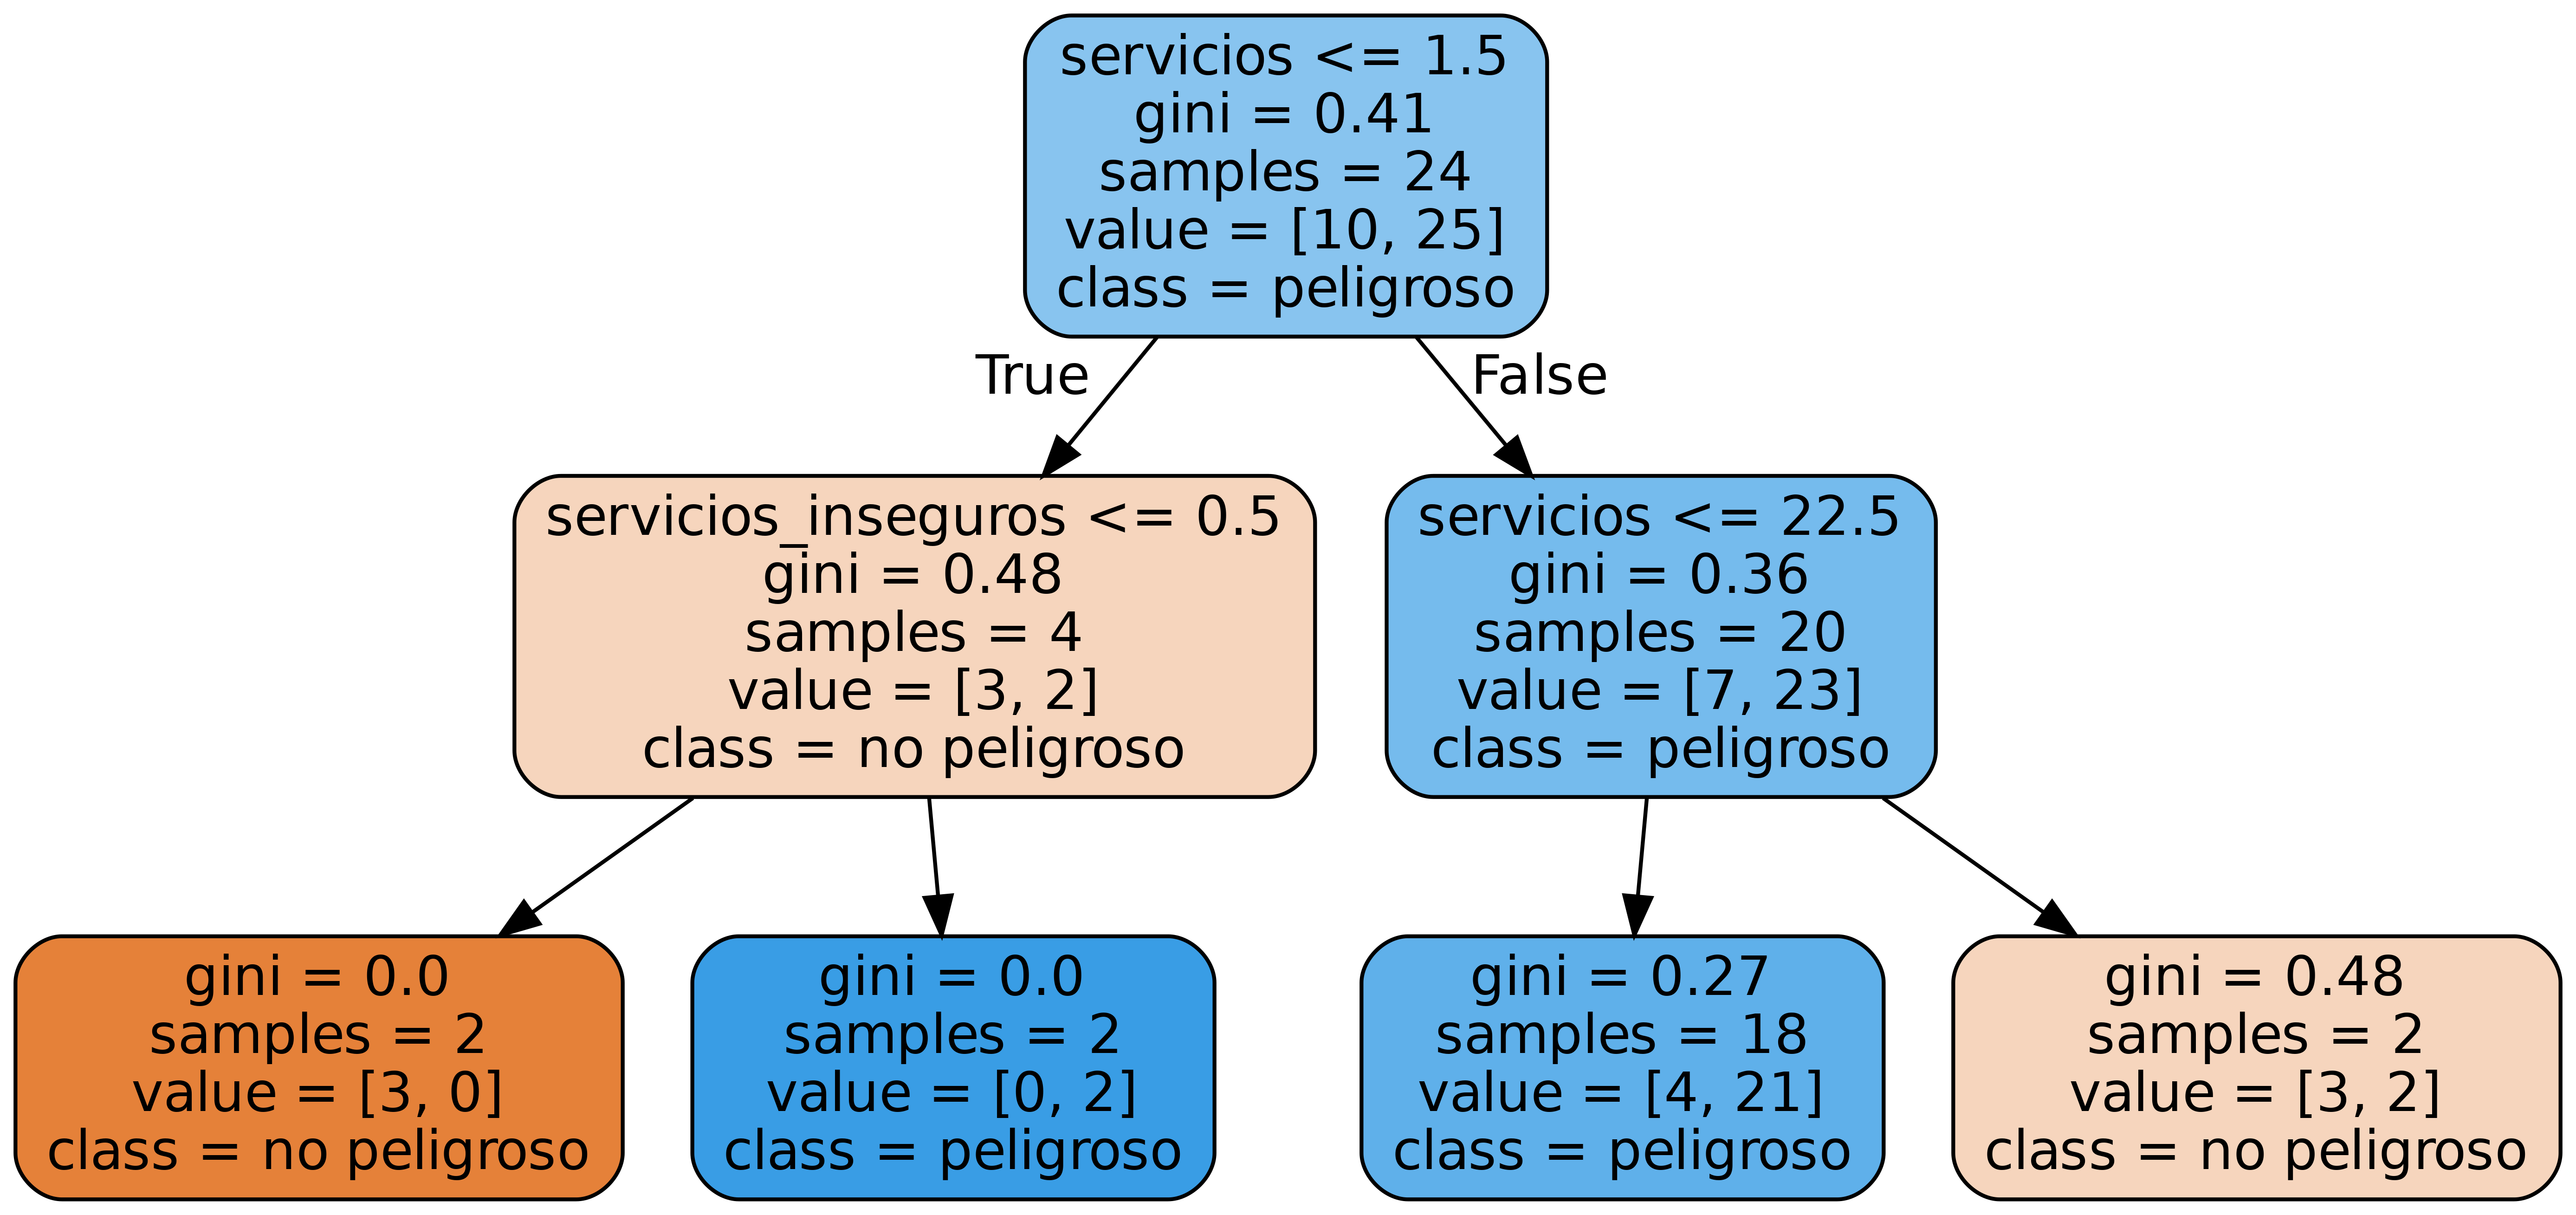 servicios <= 1.5
gini = 0.41
samples = 24
value = [10, 25]
class = peligroso
True
False
servicios_inseguros <= 0.5
gini = 0.48
samples = 4
value = [3, 2]
class = no peligroso
servicios <= 22.5
gini = 0.36
samples = 20
value = [7, 23]
class = peligroso
gini = 0.0
samples = 2
value = [3, 0]
class = no peligroso
gini = 0.0
samples = 2
value = [0, 2]
class = peligroso
gini = 0.27
samples = 18
value = [4, 21]
class = peligroso
gini = 0.48
samples = 2
value = [3, 2]
class = no peligroso